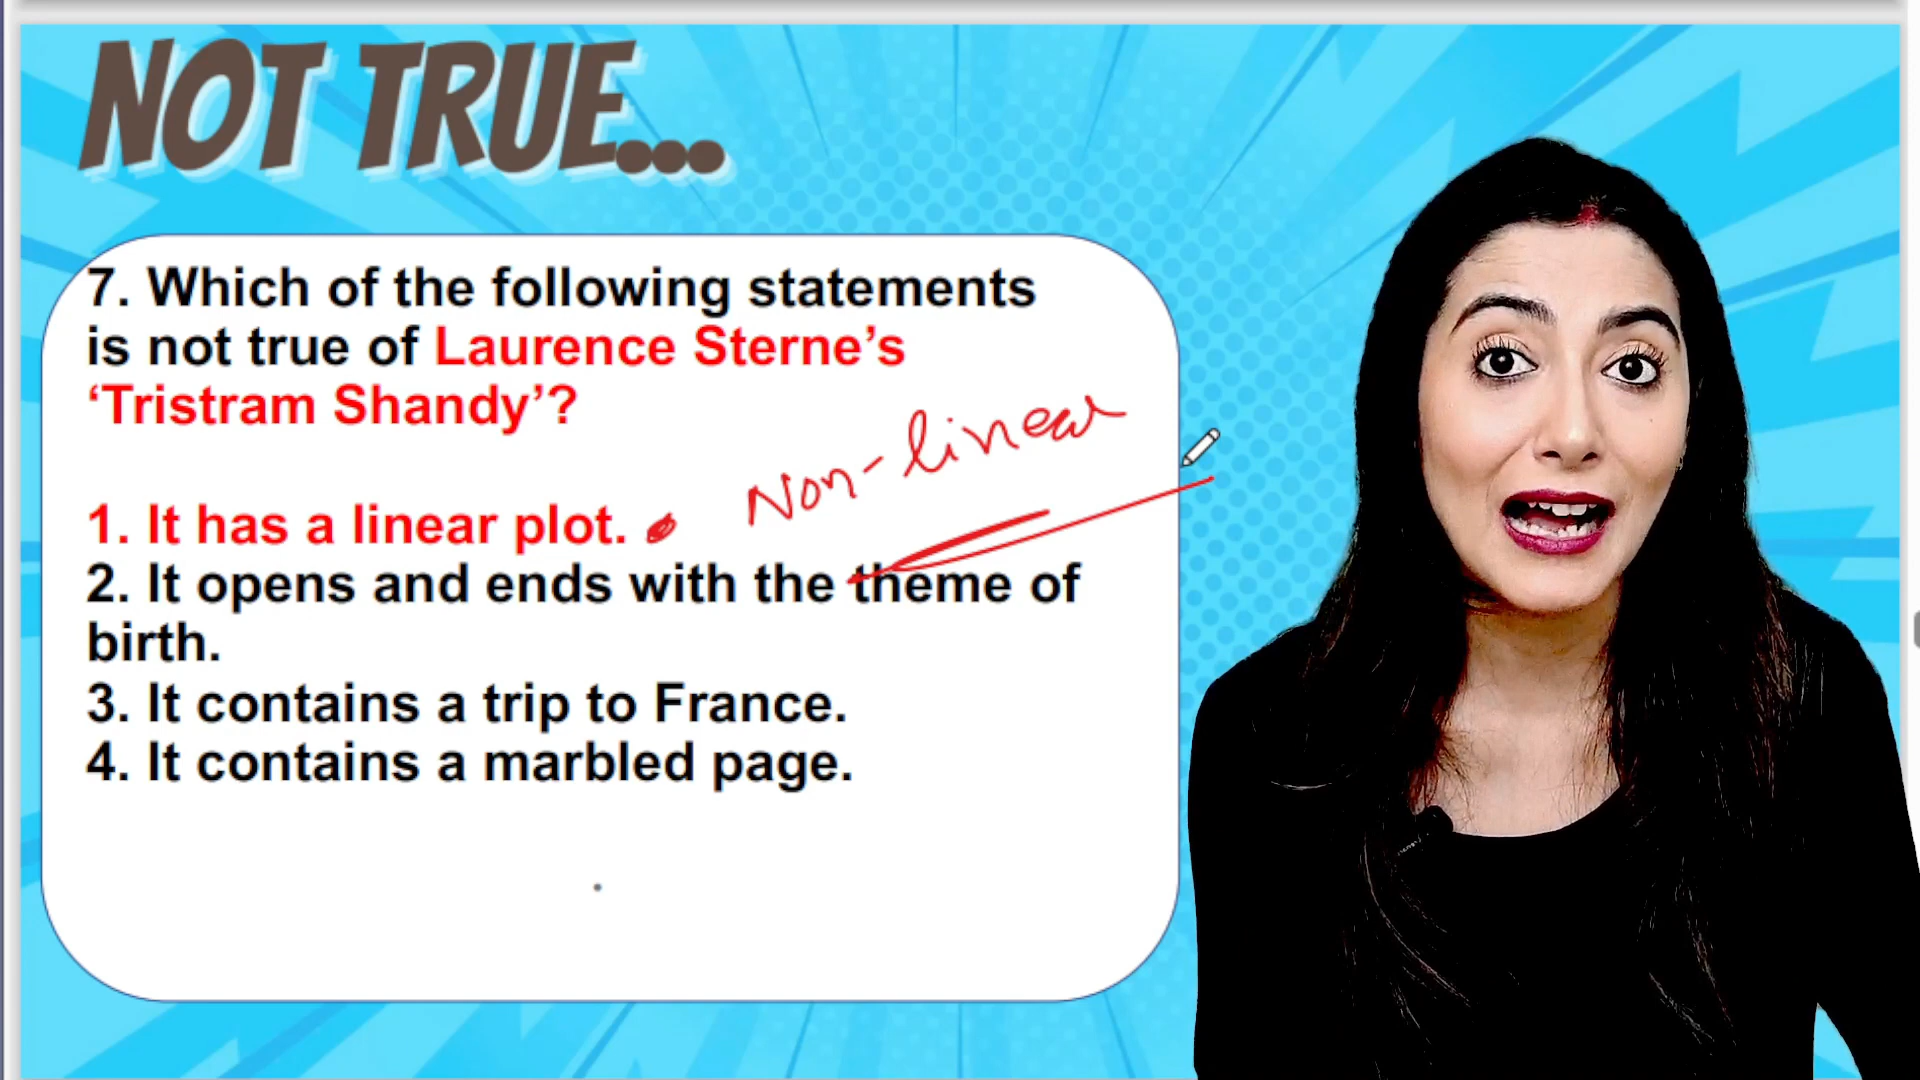 NOT TRUE...
7. Which of the following statements
is not true of Laurence Sterne’s
‘Tristram Shandy’?
Non-linear
1. It has a linear plot.
2. It opens and ends with the theme of
birth.
3. It contains a trip to France.
4. It contains a marbled page.